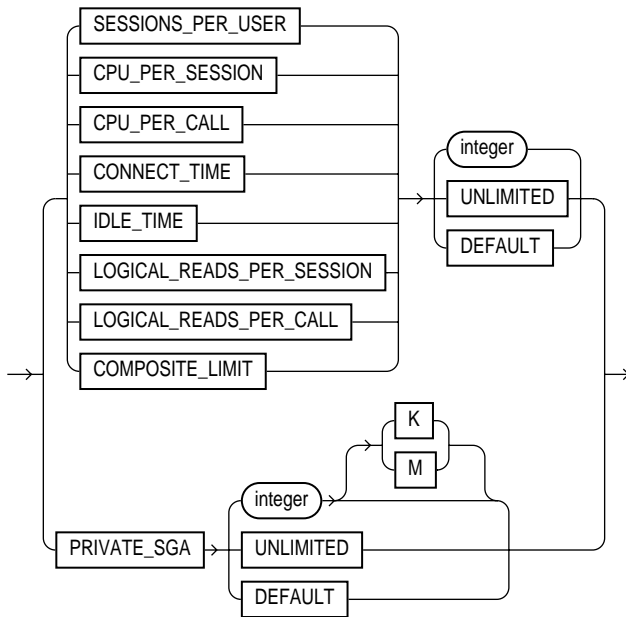 SESSIONS_PER_USER
CPU_PER_SESSION
CPU_PER_CALL
CONNECT_TIME
IDLE_TIME
LOGICAL_READS_PER_SESSION
LOGICAL_READS_PER_CALL
COMPOSITE_LIMIT
integer
UNLIMITED
DEFAULT
PRIVATE_SGA
integer
K
M
UNLIMITED
DEFAULT